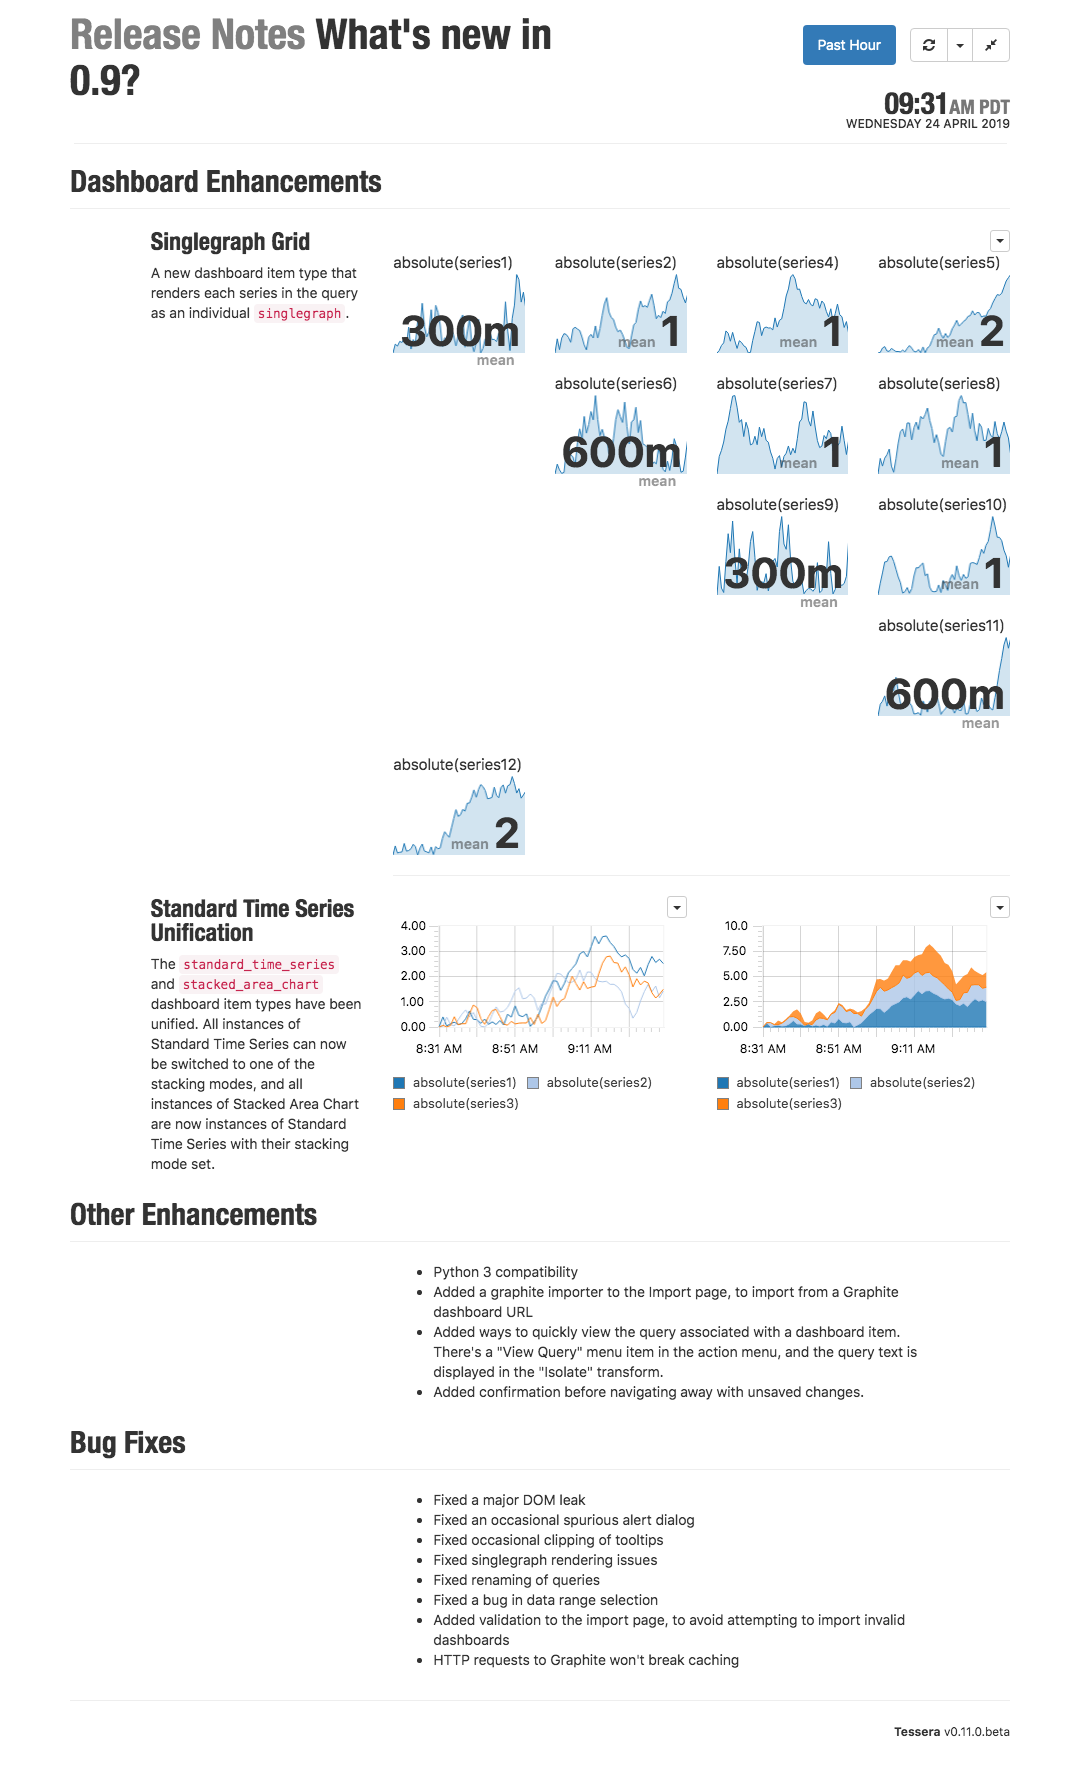 Release Notes What's new in
0.9?
Past Hour
09:31 AM PDT
WEDNESDAY 24 APRIL 2019
Dashboard Enhancements
Singlegraph Grid
A new dashboard item type that
renders each series in the query
as an individual singlegraph .
absolute(series1)
300m
mean
absolute(series2)
mean 1
absolute(series4)
mean 1
absolute(series5)
mean 2
absolute(series6)
600m
mean
absolute(series7)
mean 1
absolute(series8)
mean 1
absolute(series9)
300m
mean
absolute(series10)
mean 1
absolute(series11)
600m
mean
absolute(series12)
mean 2
Standard Time Series
Unification
The standard_time_series
and stacked_area_chart
dashboard item types have been
unified. All instances of
Standard Time Series can now
be switched to one of the
stacking modes, and all
instances of Stacked Area Chart
are now instances of Standard
Time Series with their stacking
mode set.
4.00
3.00
2.00
1.00
0.00
8:31 AM 8:51 AM 9:11 AM
absolute(series1) absolute(series2)
absolute(series3)
10.0
7.50
5.00
2.50
0.00
8:31 AM 8:51 AM 9:11 AM
absolute(series1) absolute(series2)
absolute(series3)
Other Enhancements
• Python 3 compatibility
• Added a graphite importer to the Import page, to import from a Graphite
dashboard URL
• Added ways to quickly view the query associated with a dashboard item.
There's a "View Query" menu item in the action menu, and the query text is
displayed in the "Isolate" transform.
• Added confirmation before navigating away with unsaved changes.
Bug Fixes
• Fixed a major DOM leak
• Fixed an occasional spurious alert dialog
• Fixed occasional clipping of tooltips
• Fixed singlegraph rendering issues
• Fixed renaming of queries
• Fixed a bug in data range selection
• Added validation to the import page, to avoid attempting to import invalid
dashboards
• HTTP requests to Graphite won't break caching
Tessera v0.11.0.beta